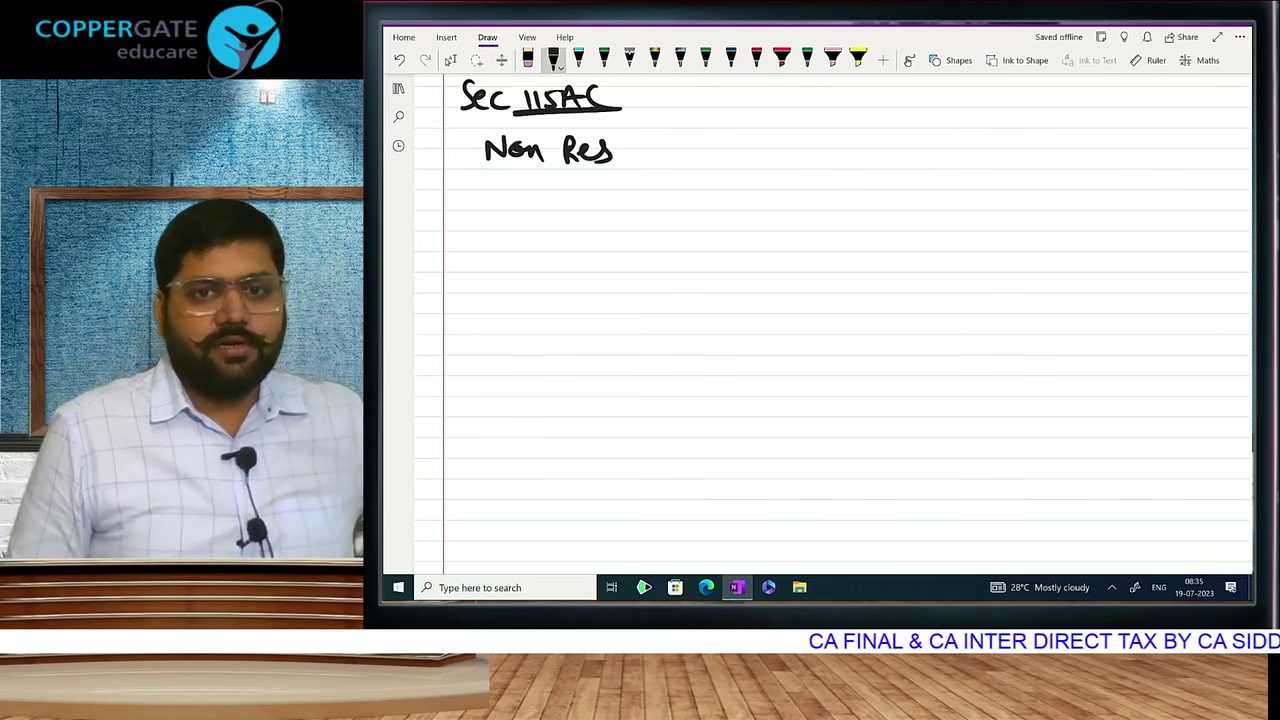 COPPERGATE
educare
Home Insert Draw View Help
Saved offline Share
Shapes Ink to Shape Ink to Text Ruler Maths
Sec 115AC
Non Res
Type here to search
28°C Mostly cloudy ENG 08:35
19-07-2023
CA FINAL & CA INTER DIRECT TAX BY CA SIDD